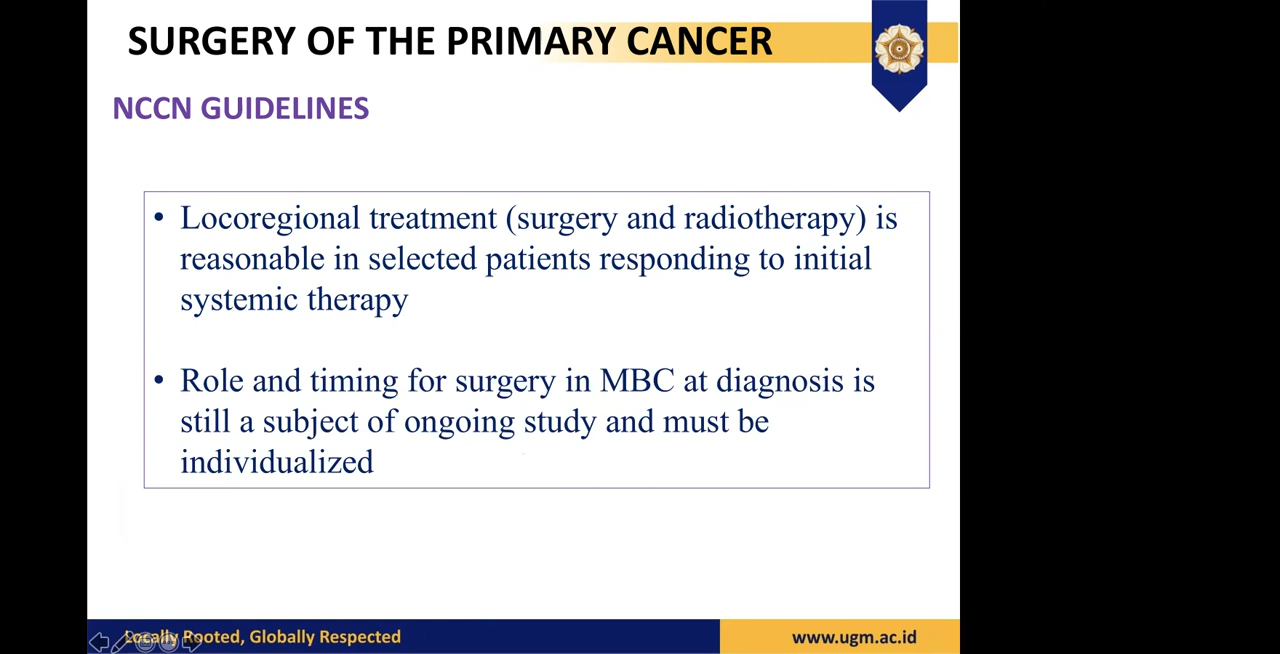 SURGERY OF THE PRIMARY CANCER
NCCN GUIDELINES
• Locoregional treatment (surgery and radiotherapy) is
reasonable in selected patients responding to initial
systemic therapy
• Role and timing for surgery in MBC at diagnosis is
still a subject of ongoing study and must be
individualized
Locally Rooted, Globally Respected
www.ugm.ac.id